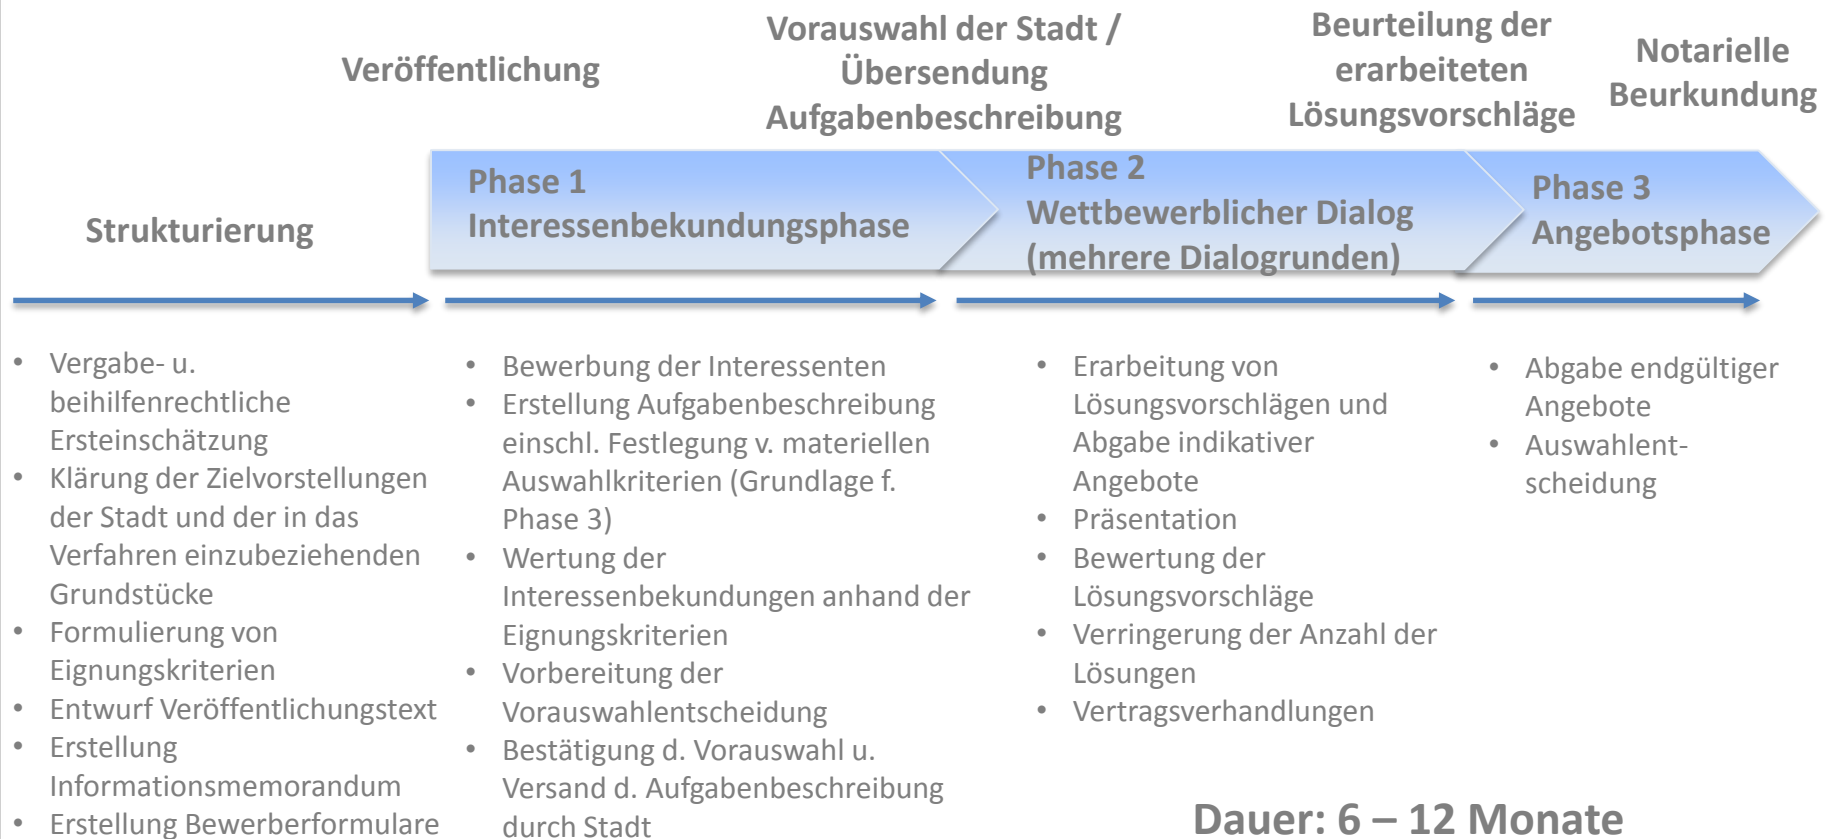 Veröffentlichung
Vorauswahl der Stadt /
Übersendung
Aufgabenbeschreibung
Beurteilung der
erarbeiteten
Lösungsvorschläge
Notarielle
Beurkundung
Strukturierung
Phase 1
Interessenbekundungsphase
Phase 2
Wettbewerblicher Dialog
(mehrere Dialogrunden)
Phase 3
Angebotsphase
• Vergabe- u.
beihilfenrechtliche
Ersteinschätzung
• Klärung der Zielvorstellungen
der Stadt und der in das
Verfahren einzubeziehenden
Grundstücke
• Formulierung von
Eignungskriterien
• Entwurf Veröffentlichungstext
• Erstellung
Informationsmemorandum
• Erstellung Bewerberformulare
• Bewerbung der Interessenten
• Erstellung Aufgabenbeschreibung
einschl. Festlegung v. materiellen
Auswahlkriterien (Grundlage f.
Phase 3)
• Wertung der
Interessenbekundungen anhand der
Eignungskriterien
• Vorbereitung der
Vorauswahlentscheidung
• Bestätigung d. Vorauswahl u.
Versand d. Aufgabenbeschreibung
durch Stadt
• Erarbeitung von
Lösungsvorschlägen und
Abgabe indikativer
Angebote
• Präsentation
• Bewertung der
Lösungsvorschläge
• Verringerung der Anzahl der
Lösungen
• Vertragsverhandlungen
• Abgabe endgültiger
Angebote
• Auswahlent-
scheidung
Dauer: 6 – 12 Monate